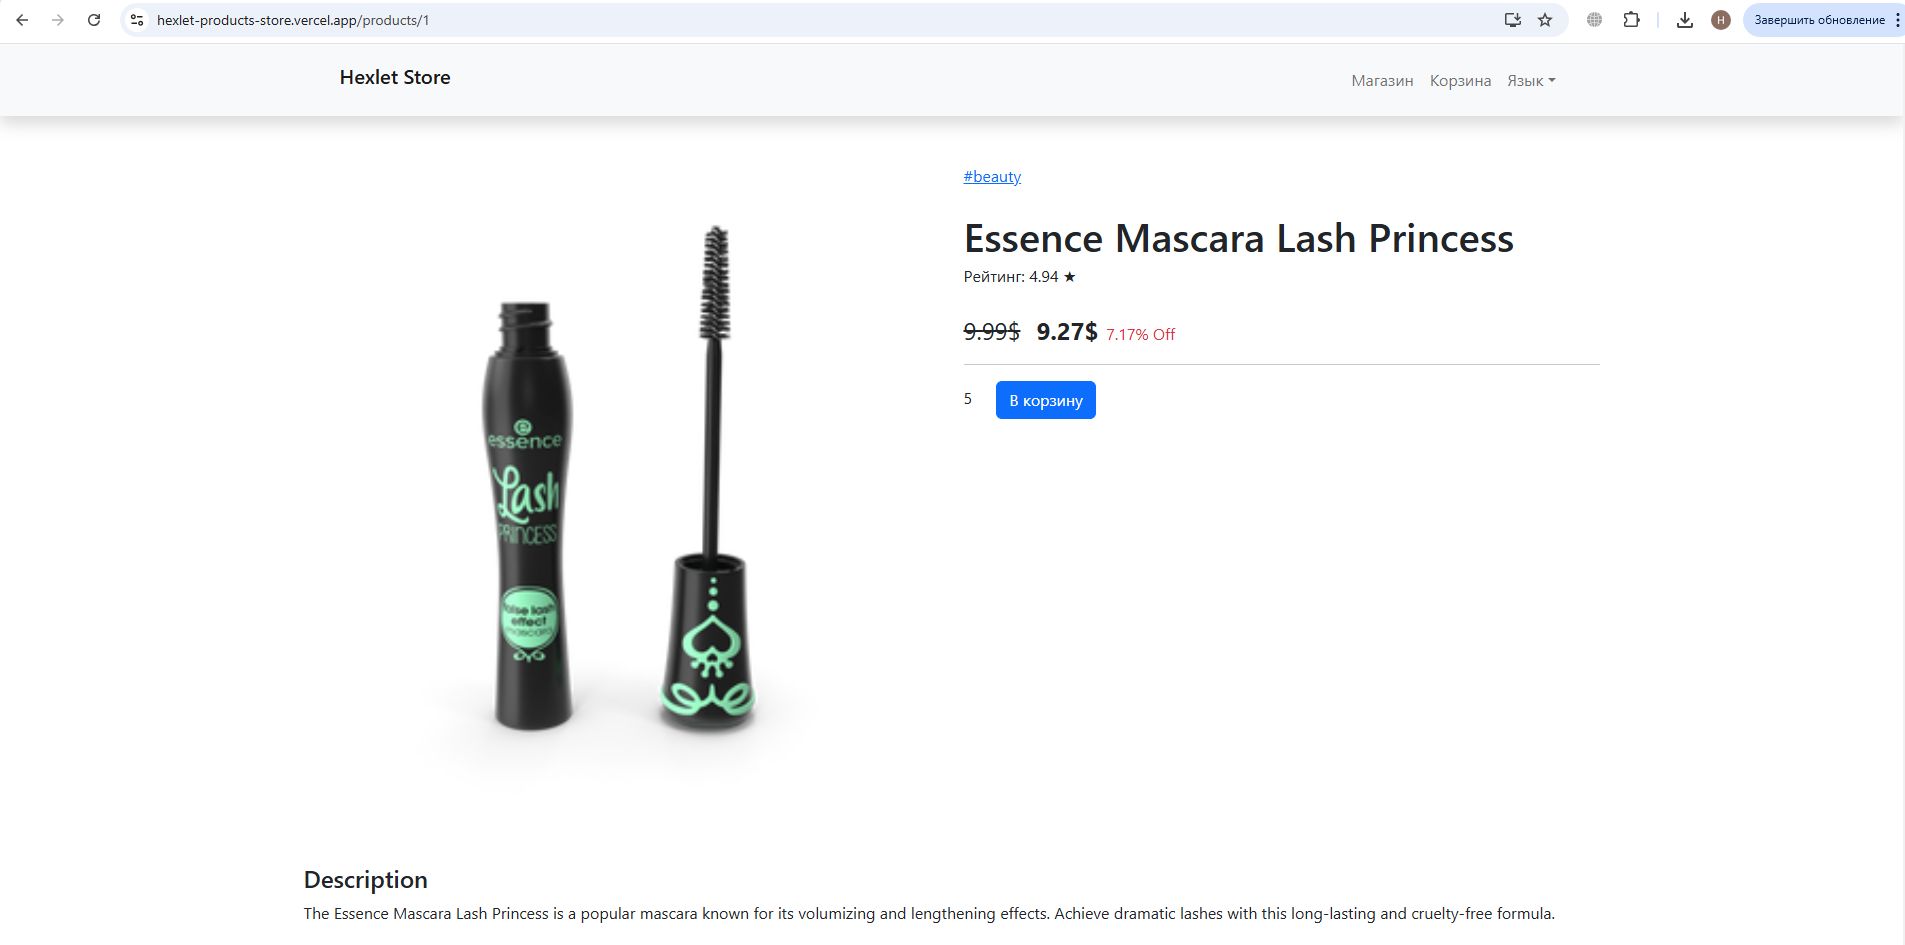 hexlet-products-store.vercel.app/products/1
H
Завершить обновление
Hexlet Store
Магазин Корзина Язык
#beauty
Essence Mascara Lash Princess
Рейтинг: 4.94 ★
9.99$ 9.27$ 7.17% Off
5 В корзину
essence
Lash
PRINCESS
false lash
effect
mascara
Description
The Essence Mascara Lash Princess is a popular mascara known for its volumizing and lengthening effects. Achieve dramatic lashes with this long-lasting and cruelty-free formula.